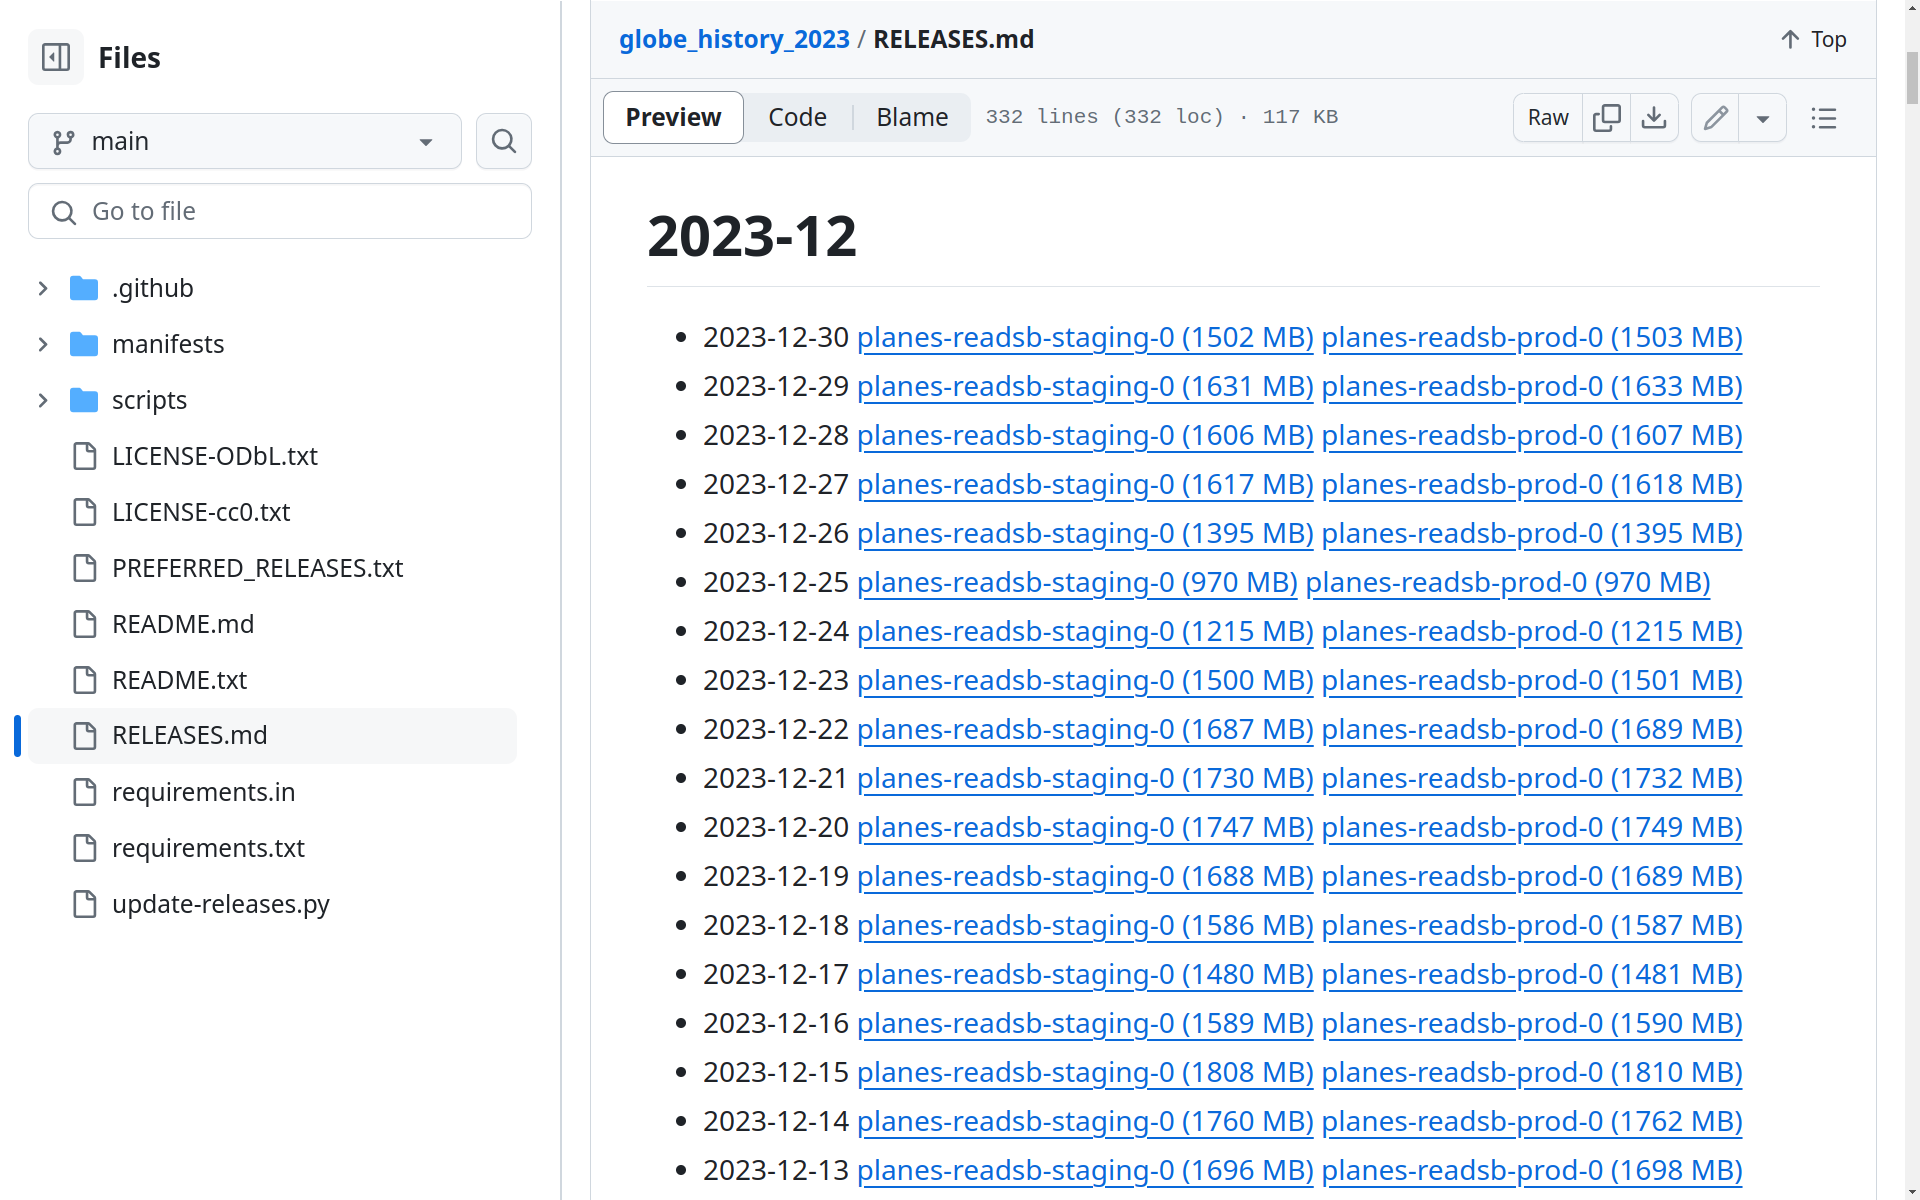 Files
main
Go to file
.github
manifests
scripts
LICENSE-ODbL.txt
LICENSE-cc0.txt
PREFERRED_RELEASES.txt
README.md
README.txt
RELEASES.md
requirements.in
requirements.txt
update-releases.py
globe_history_2023 / RELEASES.md
Top
Preview Code Blame 332 lines (332 loc) · 117 KB Raw
2023-12
2023-12-30 planes-readsb-staging-0 (1502 MB) planes-readsb-prod-0 (1503 MB)
2023-12-29 planes-readsb-staging-0 (1631 MB) planes-readsb-prod-0 (1633 MB)
2023-12-28 planes-readsb-staging-0 (1606 MB) planes-readsb-prod-0 (1607 MB)
2023-12-27 planes-readsb-staging-0 (1617 MB) planes-readsb-prod-0 (1618 MB)
2023-12-26 planes-readsb-staging-0 (1395 MB) planes-readsb-prod-0 (1395 MB)
2023-12-25 planes-readsb-staging-0 (970 MB) planes-readsb-prod-0 (970 MB)
2023-12-24 planes-readsb-staging-0 (1215 MB) planes-readsb-prod-0 (1215 MB)
2023-12-23 planes-readsb-staging-0 (1500 MB) planes-readsb-prod-0 (1501 MB)
2023-12-22 planes-readsb-staging-0 (1687 MB) planes-readsb-prod-0 (1689 MB)
2023-12-21 planes-readsb-staging-0 (1730 MB) planes-readsb-prod-0 (1732 MB)
2023-12-20 planes-readsb-staging-0 (1747 MB) planes-readsb-prod-0 (1749 MB)
2023-12-19 planes-readsb-staging-0 (1688 MB) planes-readsb-prod-0 (1689 MB)
2023-12-18 planes-readsb-staging-0 (1586 MB) planes-readsb-prod-0 (1587 MB)
2023-12-17 planes-readsb-staging-0 (1480 MB) planes-readsb-prod-0 (1481 MB)
2023-12-16 planes-readsb-staging-0 (1589 MB) planes-readsb-prod-0 (1590 MB)
2023-12-15 planes-readsb-staging-0 (1808 MB) planes-readsb-prod-0 (1810 MB)
2023-12-14 planes-readsb-staging-0 (1760 MB) planes-readsb-prod-0 (1762 MB)
2023-12-13 planes-readsb-staging-0 (1696 MB) planes-readsb-prod-0 (1698 MB)